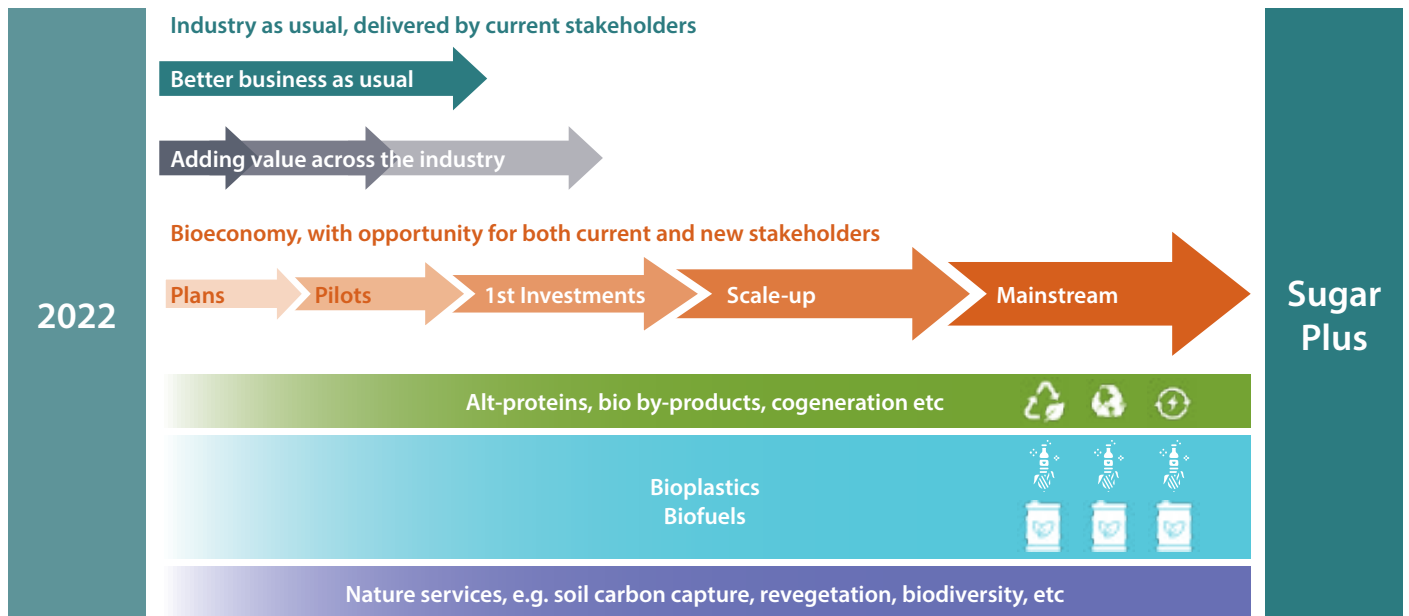 Industry as usual, delivered by current stakeholders
Better business as usual
Adding value across the industry
Bioeconomy, with opportunity for both current and new stakeholders
Plans
Pilots
1st Investments
Scale-up
Mainstream
2022
Sugar
Plus
Alt-proteins, bio by-products, cogeneration etc
Bioplastics
Biofuels
Nature services, e.g. soil carbon capture, revegetation, biodiversity, etc